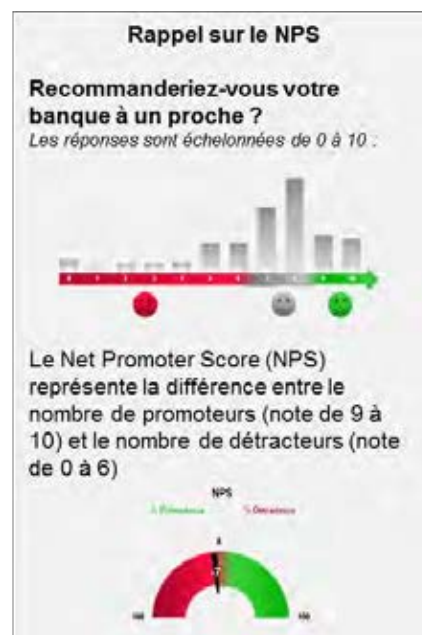 Rappel sur le NPS
Recommanderiez-vous votre
banque à un proche ?
Les réponses sont échelonnées de 0 à 10 :
Le Net Promoter Score (NPS)
représente la différence entre le
nombre de promoteurs (note de 9 à
10) et le nombre de détracteurs (note
de 0 à 6)
NPS